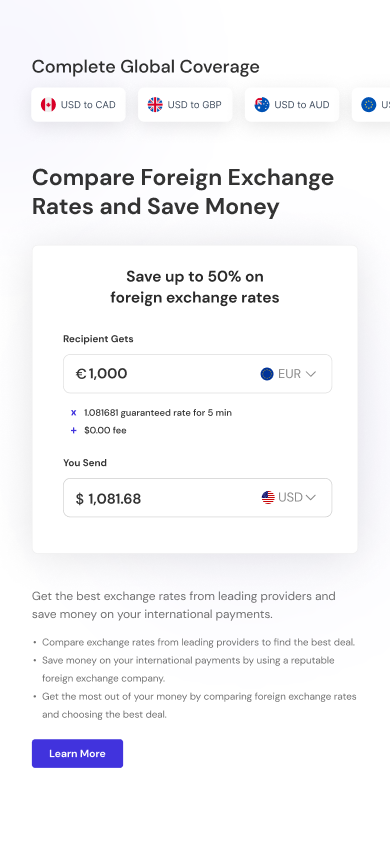 Complete Global Coverage
USD to CAD
USD to GBP
USD to AUD
Compare Foreign Exchange
Rates and Save Money
Save up to 50% on
foreign exchange rates
Recipient Gets
€ 1,000
EUR
x 1.081681 guaranteed rate for 5 min
+ $0.00 fee
You Send
$ 1,081.68
USD
Get the best exchange rates from leading providers and
save money on your international payments.
• Compare exchange rates from leading providers to find the best deal.
• Save money on your international payments by using a reputable
foreign exchange company.
• Get the most out of your money by comparing foreign exchange rates
and choosing the best deal.
Learn More